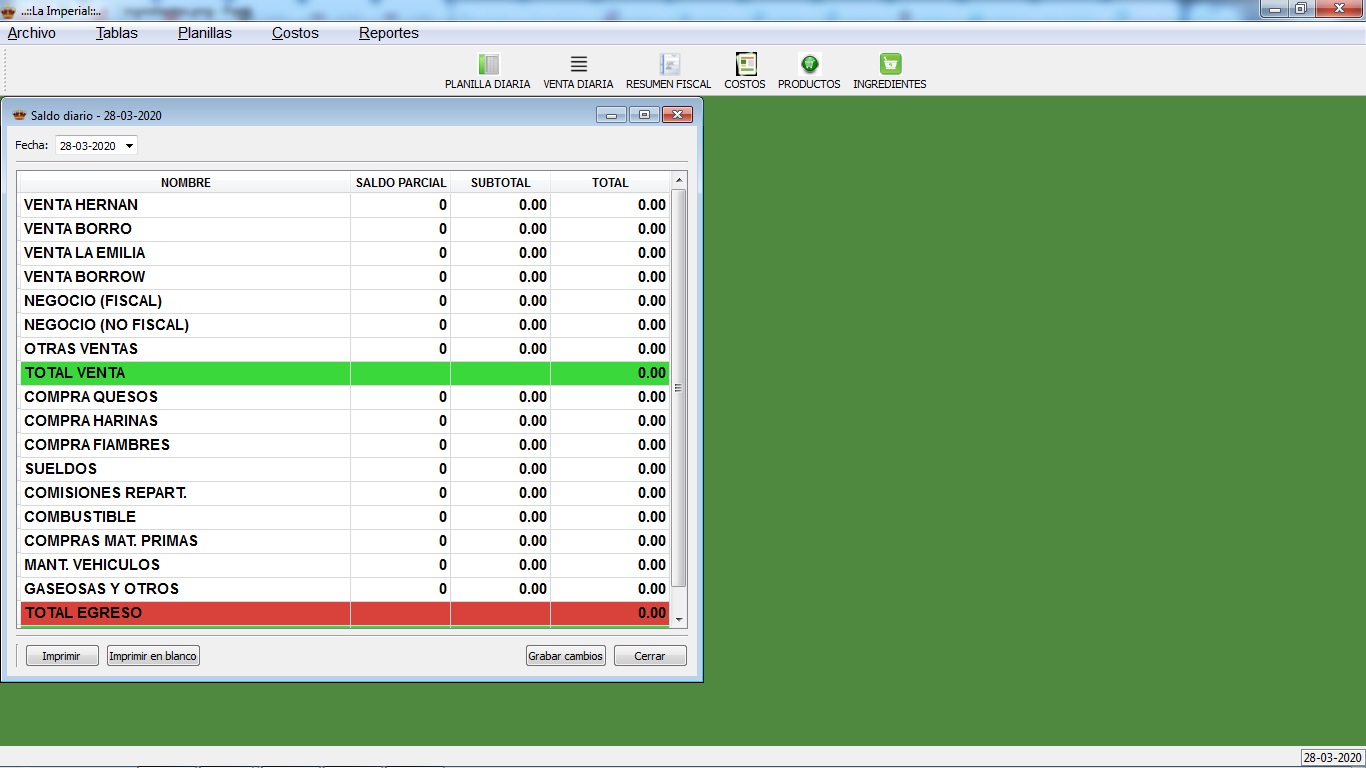 ..::La Imperial::..
Archivo Tablas Planillas Costos Reportes
PLANILLA DIARIA VENTA DIARIA RESUMEN FISCAL COSTOS PRODUCTOS INGREDIENTES
Saldo diario - 28-03-2020
Fecha: 28-03-2020
NOMBRE SALDO PARCIAL SUBTOTAL TOTAL
VENTA HERNAN 0 0.00 0.00
VENTA BORRO 0 0.00 0.00
VENTA LA EMILIA 0 0.00 0.00
VENTA BORROW 0 0.00 0.00
NEGOCIO (FISCAL) 0 0.00 0.00
NEGOCIO (NO FISCAL) 0 0.00 0.00
OTRAS VENTAS 0 0.00 0.00
TOTAL VENTA 0.00
COMPRA QUESOS 0 0.00 0.00
COMPRA HARINAS 0 0.00 0.00
COMPRA FIAMBRES 0 0.00 0.00
SUELDOS 0 0.00 0.00
COMISIONES REPART. 0 0.00 0.00
COMBUSTIBLE 0 0.00 0.00
COMPRAS MAT. PRIMAS 0 0.00 0.00
MANT. VEHICULOS 0 0.00 0.00
GASEOSAS Y OTROS 0 0.00 0.00
TOTAL EGRESO 0.00
Imprimir Imprimir en blanco Grabar cambios Cerrar
28-03-2020